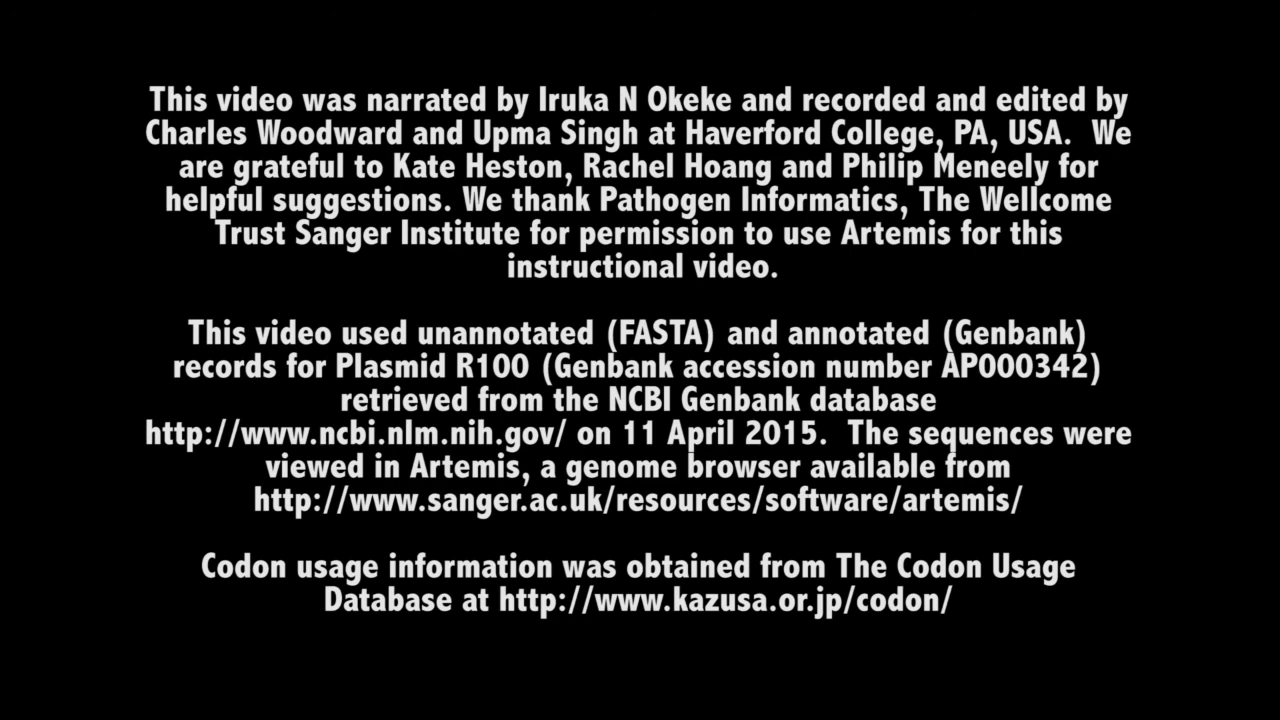 This video was narrated by Iruka N Okeke and recorded and edited by
Charles Woodward and Upma Singh at Haverford College, PA, USA.  We
are grateful to Kate Heston, Rachel Hoang and Philip Meneely for
helpful suggestions. We thank Pathogen Informatics, The Wellcome
Trust Sanger Institute for permission to use Artemis for this
instructional video.
This video used unannotated (FASTA) and annotated (Genbank)
records for Plasmid R100 (Genbank accession number AP000342)
retrieved from the NCBI Genbank database
http://www.ncbi.nlm.nih.gov/ on 11 April 2015.  The sequences were
viewed in Artemis, a genome browser available from
http://www.sanger.ac.uk/resources/software/artemis/
Codon usage information was obtained from The Codon Usage
Database at http://www.kazusa.or.jp/codon/